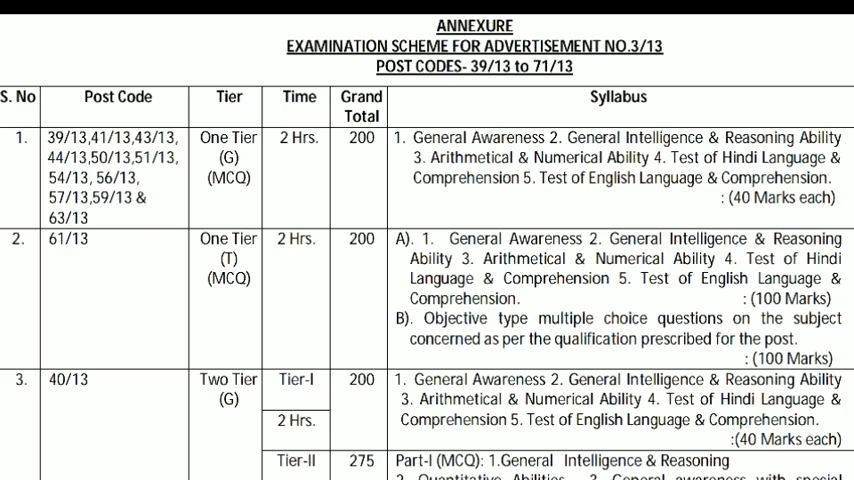 ANNEXURE
EXAMINATION SCHEME FOR ADVERTISEMENT NO.3/13
POST CODES- 39/13 to 71/13
S. No Post Code Tier Time Grand Total Syllabus
1. 39/13,41/13,43/13, One Tier 2 Hrs. 200 1. General Awareness 2. General Intelligence & Reasoning Ability
44/13,50/13,51/13, (G) 3. Arithmetical & Numerical Ability 4. Test of Hindi Language &
54/13, 56/13, (MCQ) Comprehension 5. Test of English Language & Comprehension.
57/13,59/13 & : (40 Marks each)
63/13
2. 61/13 One Tier 2 Hrs. 200 A). 1. General Awareness 2. General Intelligence & Reasoning
(T) Ability 3. Arithmetical & Numerical Ability 4. Test of Hindi
(MCQ) Language & Comprehension 5. Test of English Language &
Comprehension. : (100 Marks)
B). Objective type multiple choice questions on the subject
concerned as per the qualification prescribed for the post.
: (100 Marks)
3. 40/13 Two Tier Tier-I 200 1. General Awareness 2. General Intelligence & Reasoning Ability
(G) 3. Arithmetical & Numerical Ability 4. Test of Hindi Language &
2 Hrs. Comprehension 5. Test of English Language & Comprehension.
:(40 Marks each)
Tier-II 275 Part-I (MCQ): 1.General Intelligence & Reasoning
2. Quantitative Abilities 3. General awareness with special